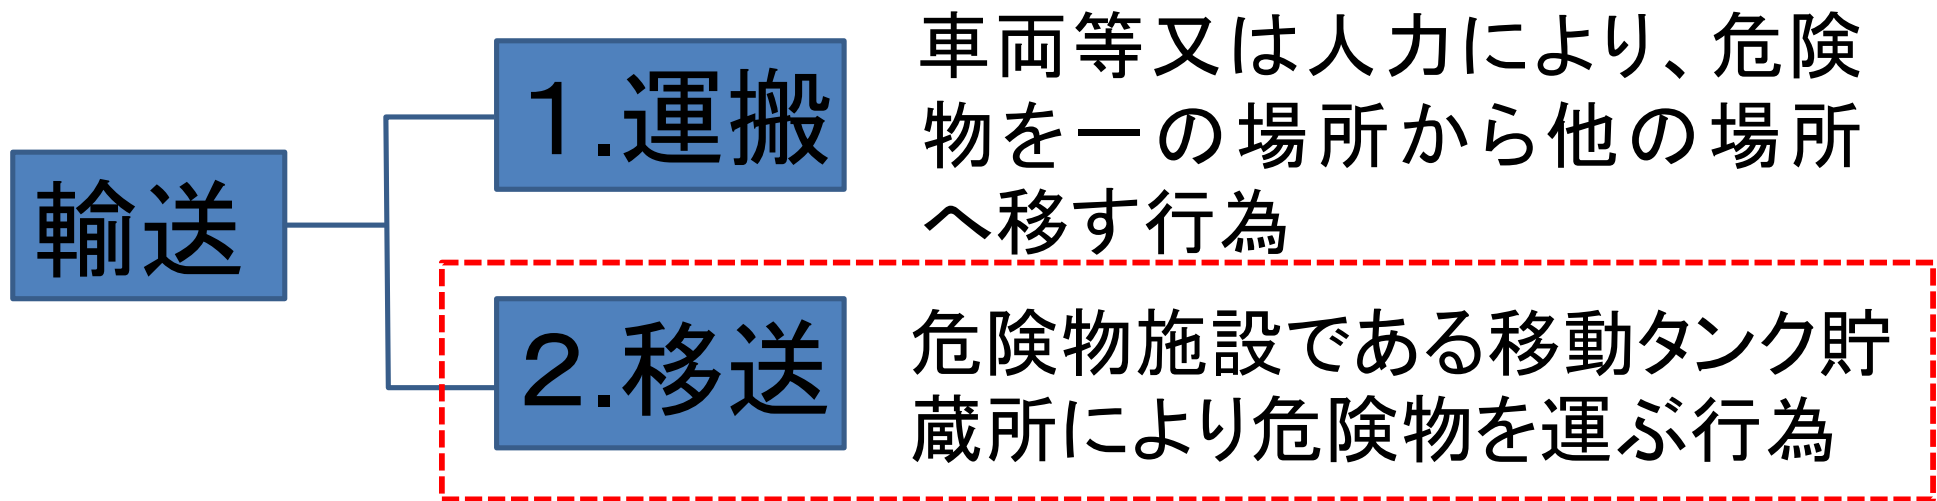 輸送
１.運搬
車両等又は人力により、危険
物を一の場所から他の場所
へ移す行為
２.移送
危険物施設である移動タンク貯
蔵所により危険物を運ぶ行為